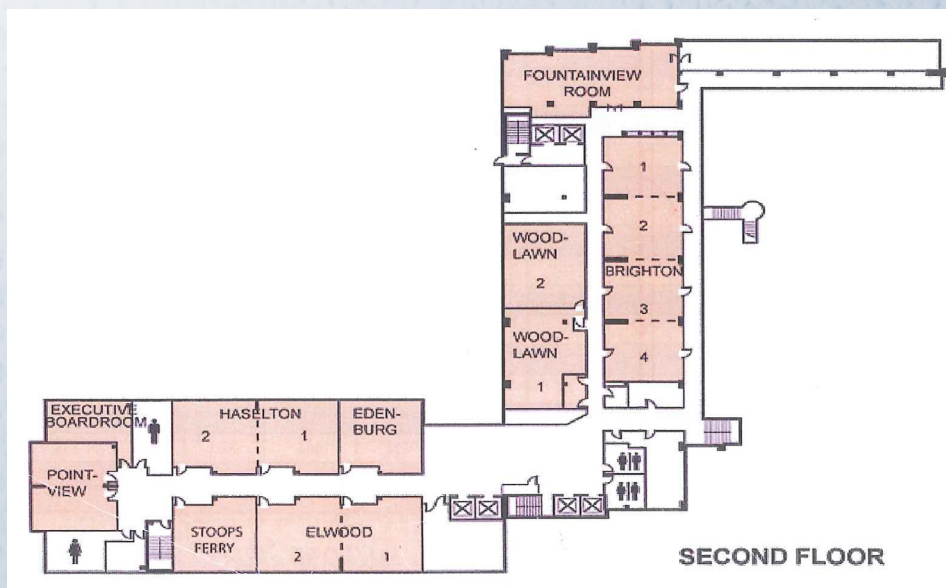 FOUNTAINVIEW
ROOM
1
2
BRIGHTON
3
4
WOOD-
LAWN
2
WOOD-
LAWN
1
EXECUTIVE
BOARDROOM
HASELTON
2 1
EDEN-
BURG
POINT-
VIEW
STOOPS
FERRY
ELWOOD
2 1
SECOND FLOOR